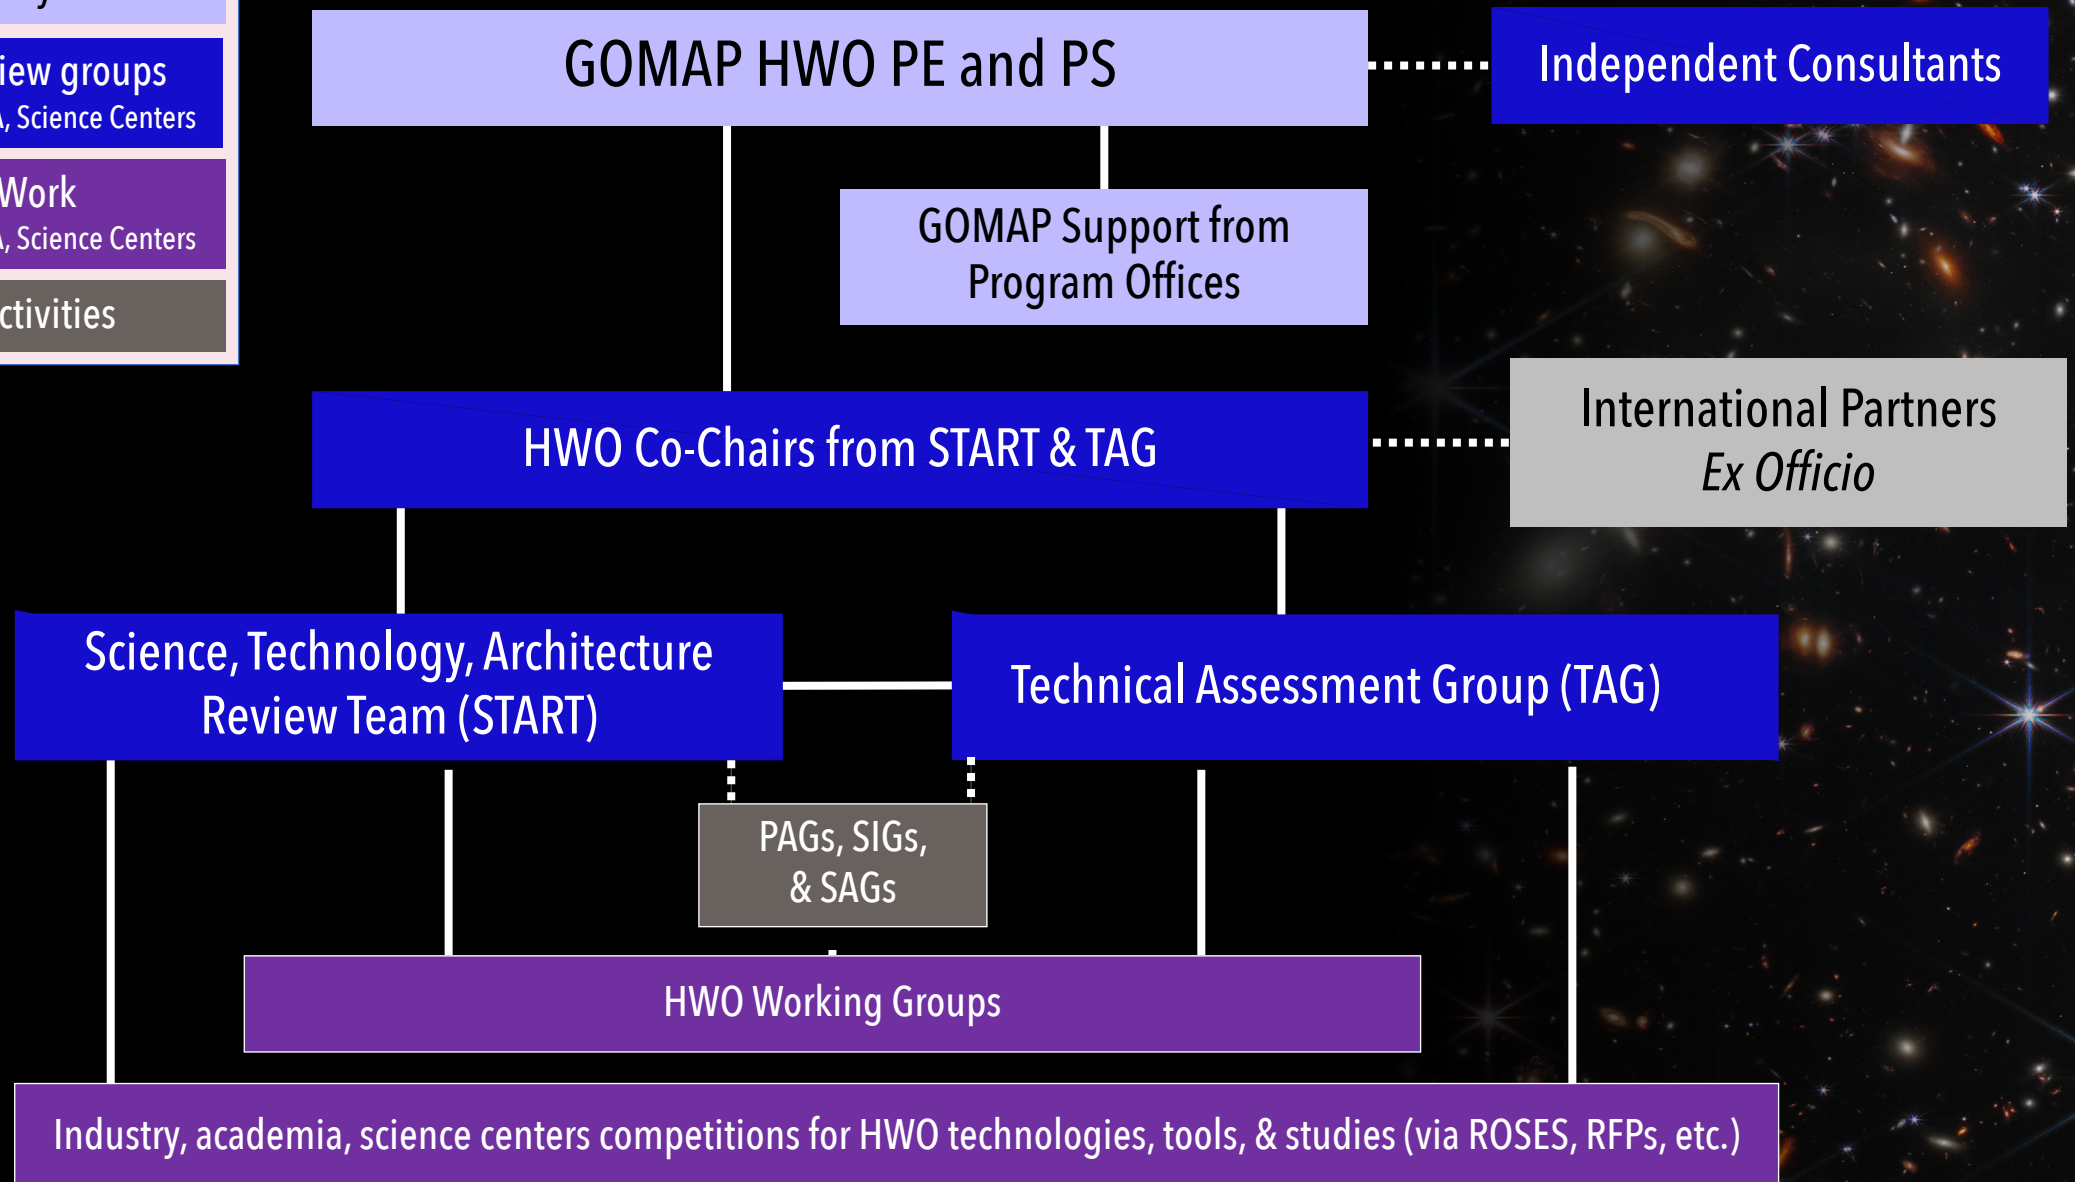 GOMAP HWO PE and PS
Independent Consultants
iew groups
, Science Centers
Work
, Science Centers
ctivities
GOMAP Support from
Program Offices
HWO Co-Chairs from START & TAG
International Partners
Ex Officio
Science, Technology, Architecture
Review Team (START)
Technical Assessment Group (TAG)
PAGs, SIGs,
& SAGs
HWO Working Groups
Industry, academia, science centers competitions for HWO technologies, tools, & studies (via ROSES, RFPs, etc.)